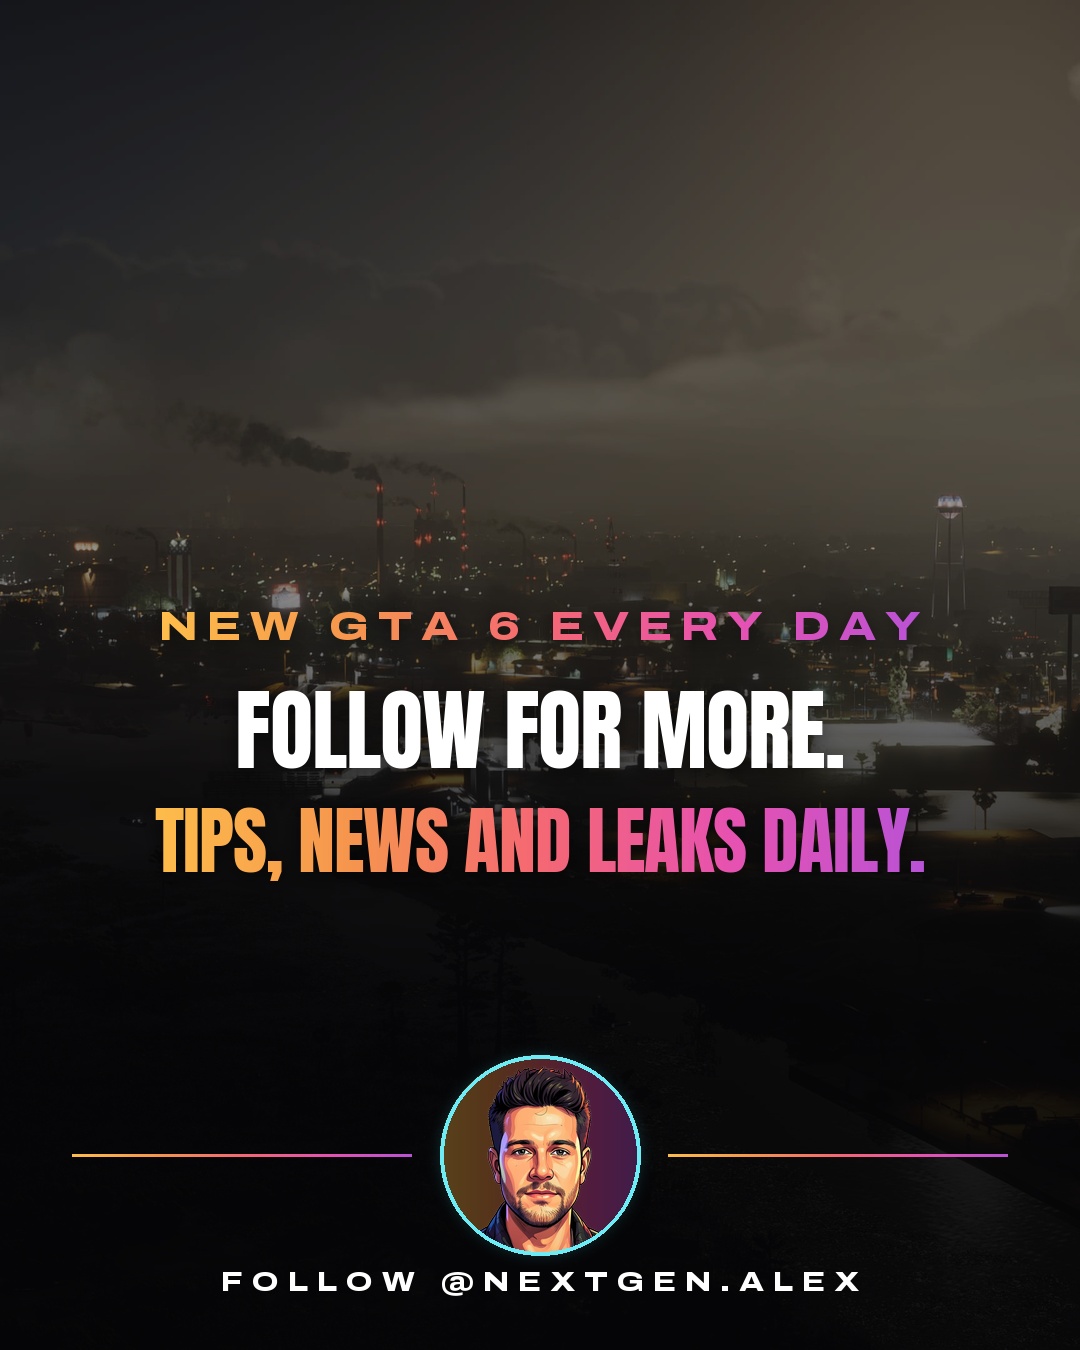 NEW GTA 6 EVERY DAY
FOLLOW FOR MORE.
TIPS, NEWS AND LEAKS DAILY.
FOLLOW @NEXTGEN.ALEX